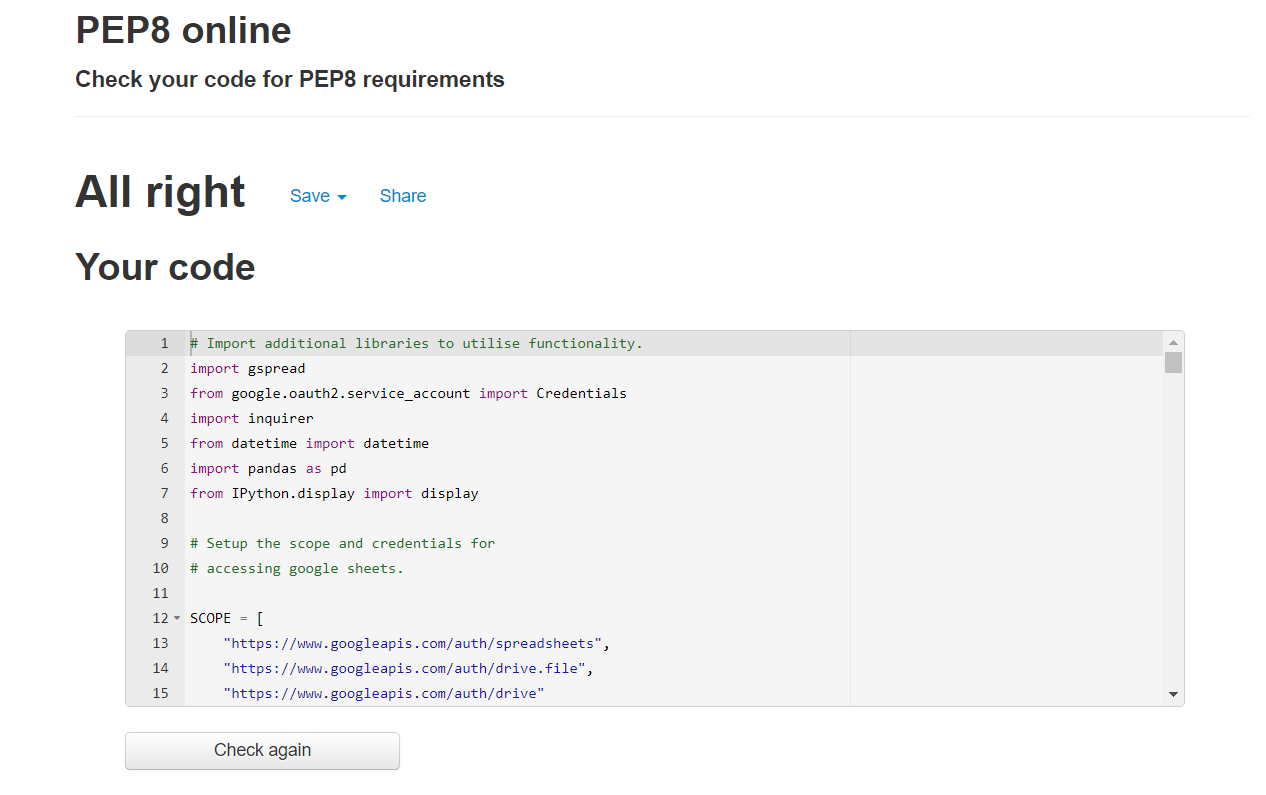 PEP8 online
Check your code for PEP8 requirements
All right Save Share
Your code
1 # Import additional libraries to utilise functionality.
2 import gspread
3 from google.oauth2.service_account import Credentials
4 import inquirer
5 from datetime import datetime
6 import pandas as pd
7 from IPython.display import display
8
9 # Setup the scope and credentials for
10 # accessing google sheets.
11
12 SCOPE = [
13     "https://www.googleapis.com/auth/spreadsheets",
14     "https://www.googleapis.com/auth/drive.file",
15     "https://www.googleapis.com/auth/drive"
Check again